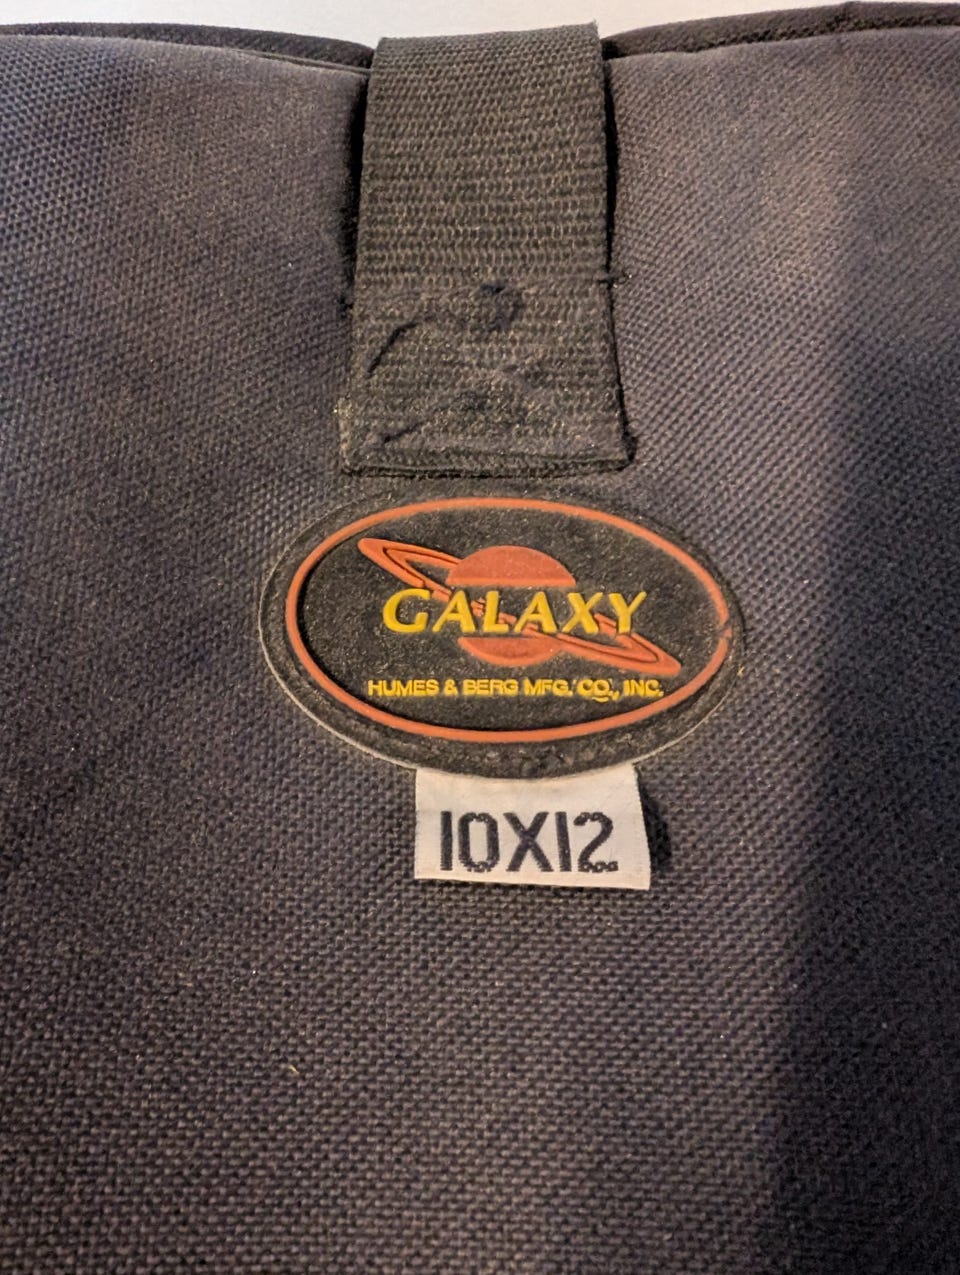 GALAXY
HUMES & BERG MFG. CO., INC.
10X12